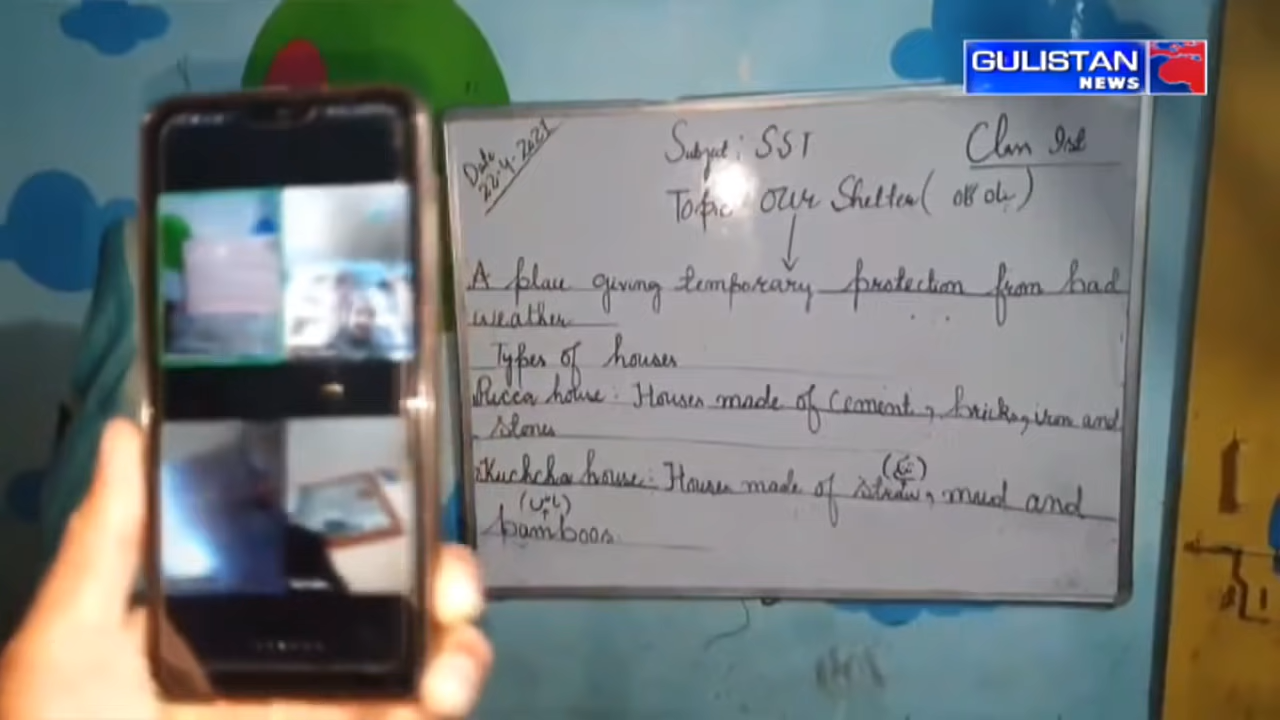 GULISTAN
NEWS
Date
22-4-2021
Subject: SST
Class Ist
Topic: our Shelter (
A place giving temporary protection from bad
weather
Types of houses
Pucca house: Houses made of cement, bricks, iron and
stones
Kuchcha house: Houses made of straw, mud and
(بانس)
bamboos.